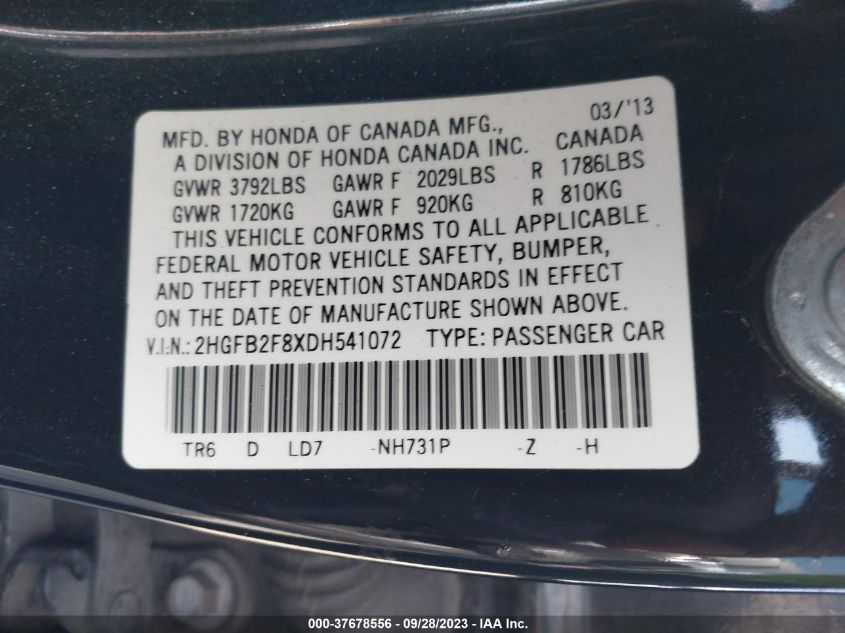 03/'13
MFD. BY HONDA OF CANADA MFG.,
A DIVISION OF HONDA CANADA INC. CANADA
GVWR 3792LBS GAWR F 2029LBS R 1786LBS
GVWR 1720KG GAWR F 920KG R 810KG
THIS VEHICLE CONFORMS TO ALL APPLICABLE
FEDERAL MOTOR VEHICLE SAFETY, BUMPER,
AND THEFT PREVENTION STANDARDS IN EFFECT
ON THE DATE OF MANUFACTURE SHOWN ABOVE.
V.I.N.: 2HGFB2F8XDH541072 TYPE: PASSENGER CAR
TR6 D LD7 -NH731P -Z -H
000-37678556 - 09/28/2023 - IAA Inc.